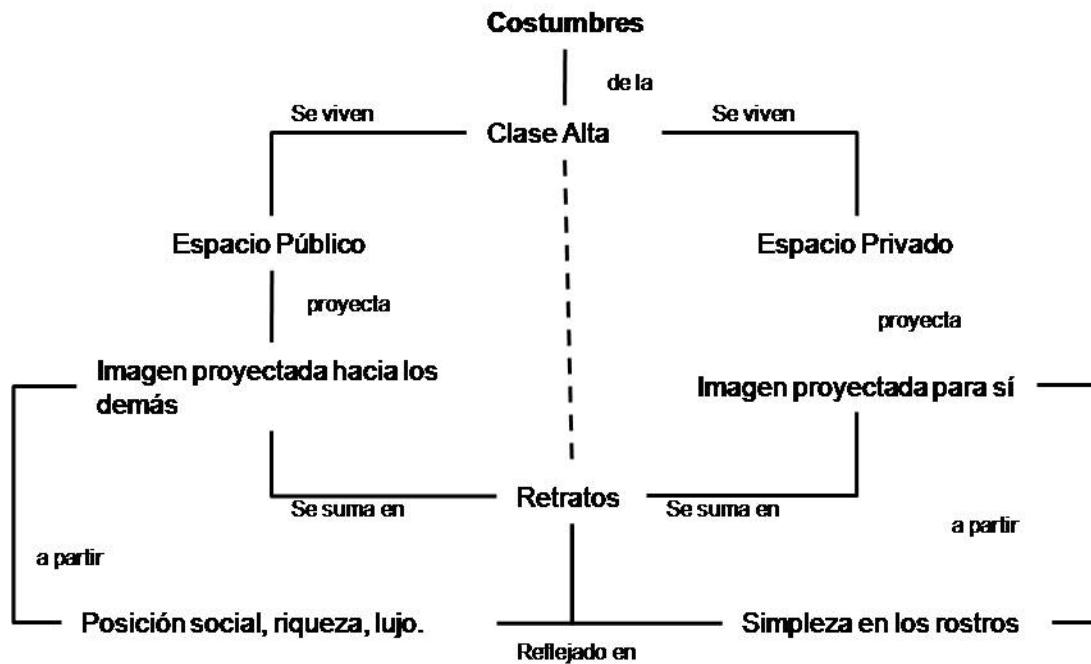 Costumbres
de la
Se viven
Clase Alta
Se viven
Espacio Público
Espacio Privado
proyecta
proyecta
Imagen proyectada hacia los
demás
Imagen proyectada para sí
Retratos
Se suma en
Se suma en
a partir
a partir
Posición social, riqueza, lujo.
Simpleza en los rostros
Reflejado en